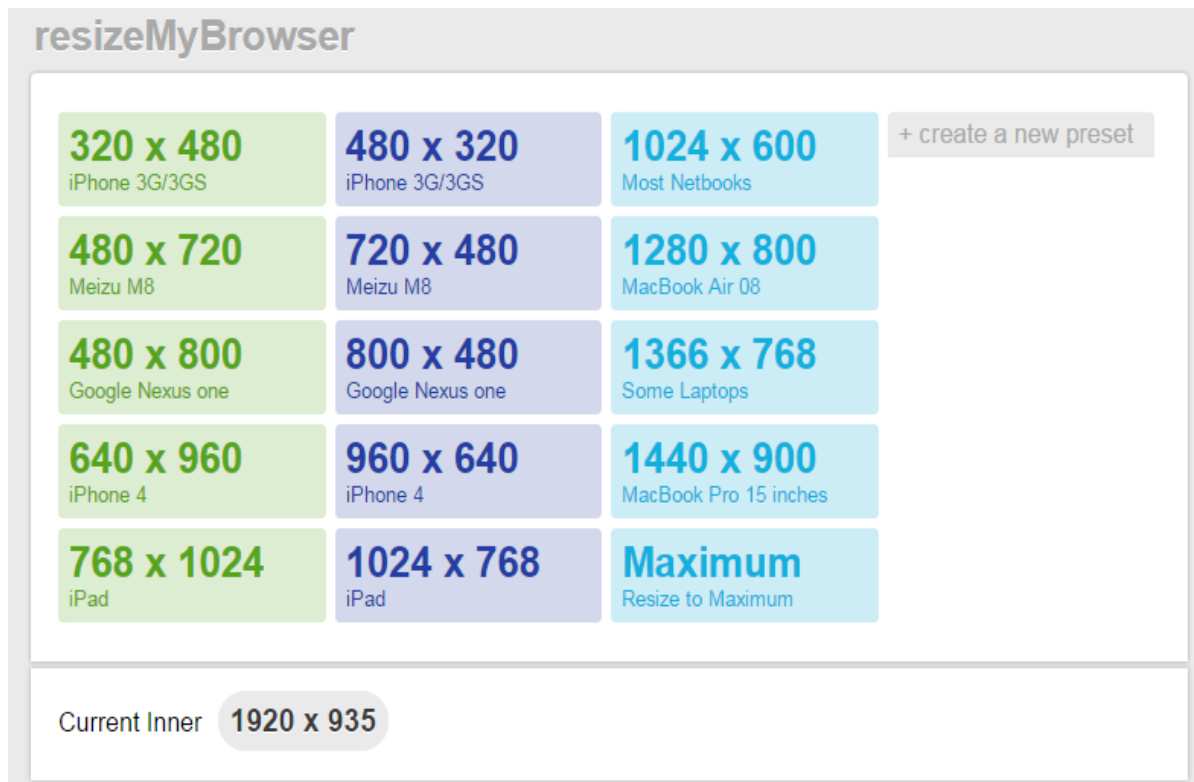 resizeMyBrowser
320 x 480
iPhone 3G/3GS
480 x 320
iPhone 3G/3GS
1024 x 600
Most Netbooks
+ create a new preset
480 x 720
Meizu M8
720 x 480
Meizu M8
1280 x 800
MacBook Air 08
480 x 800
Google Nexus one
800 x 480
Google Nexus one
1366 x 768
Some Laptops
640 x 960
iPhone 4
960 x 640
iPhone 4
1440 x 900
MacBook Pro 15 inches
768 x 1024
iPad
1024 x 768
iPad
Maximum
Resize to Maximum
Current Inner 1920 x 935